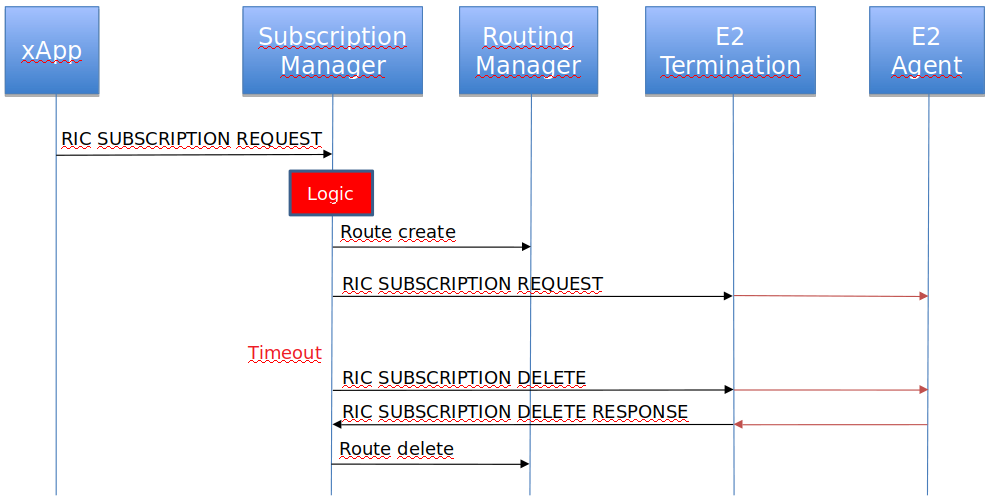 xApp
Subscription
Manager
Routing
Manager
E2
Termination
E2
Agent
RIC SUBSCRIPTION REQUEST
Logic
Route create
RIC SUBSCRIPTION REQUEST
Timeout
RIC SUBSCRIPTION DELETE
RIC SUBSCRIPTION DELETE RESPONSE
Route delete